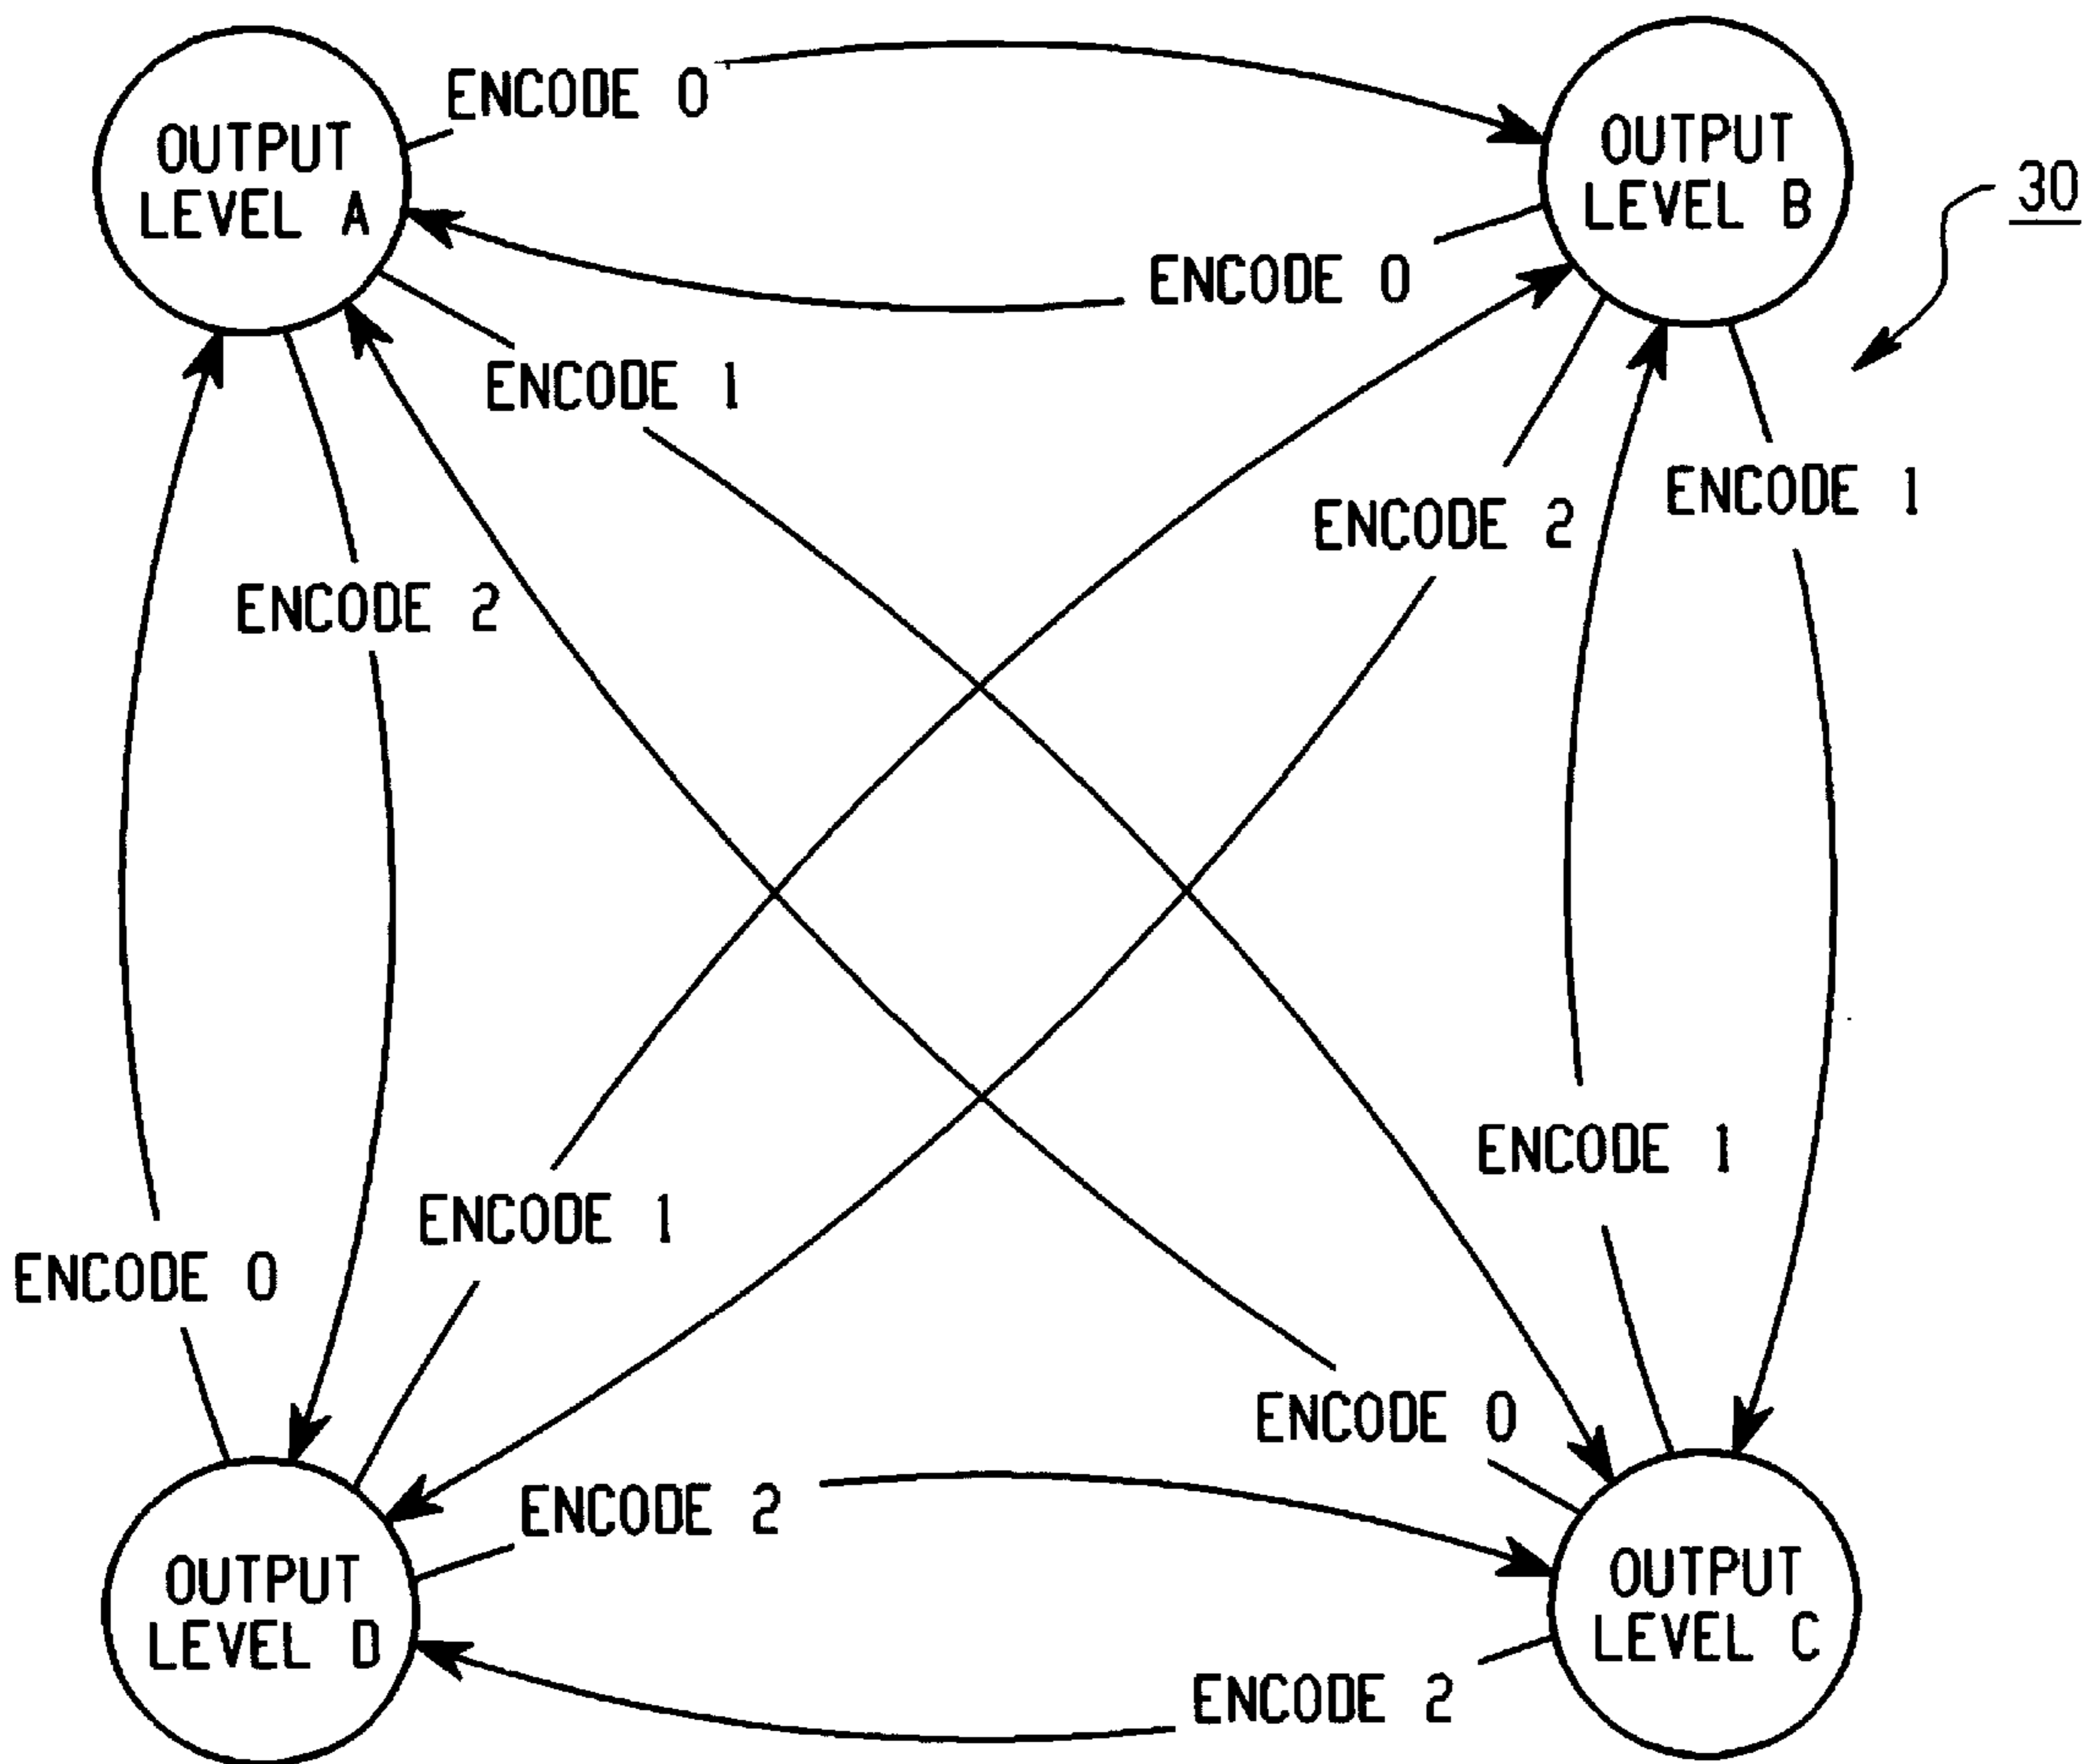 OUTPUT
LEVEL A
ENCODE 0
OUTPUT
LEVEL B
30
ENCODE 0
ENCODE 1
ENCODE 2
ENCODE 1
ENCODE 2
ENCODE 1
ENCODE 1
ENCODE 0
ENCODE 0
ENCODE 2
OUTPUT
LEVEL D
OUTPUT
LEVEL C
ENCODE 2